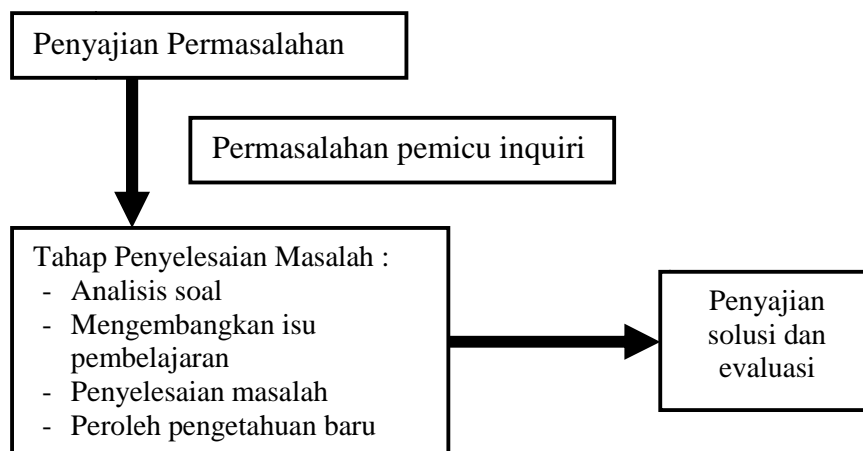 Penyajian Permasalahan
Permasalahan pemicu inquiri
Tahap Penyelesaian Masalah :
- Analisis soal
- Mengembangkan isu
pembelajaran
- Penyelesaian masalah
- Peroleh pengetahuan baru
Penyajian
solusi dan
evaluasi